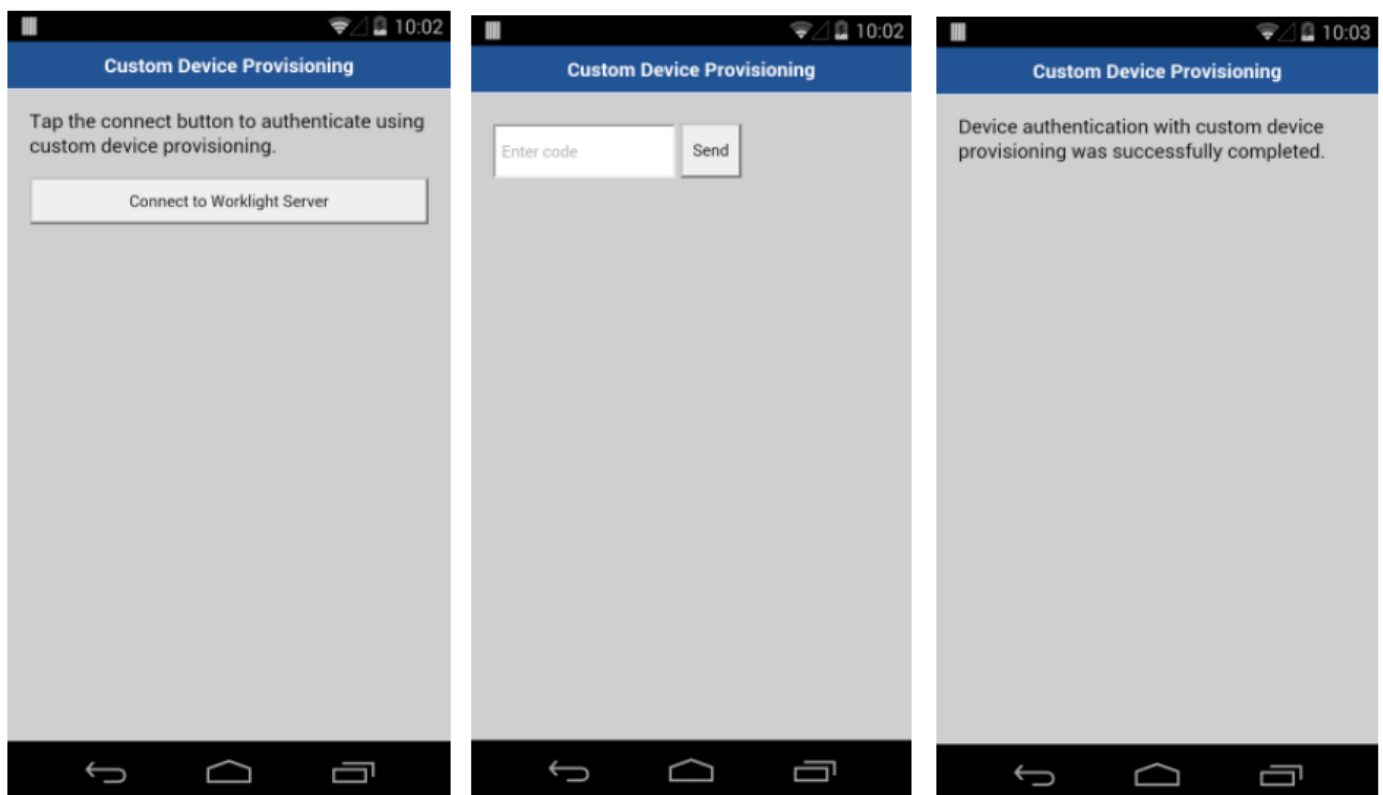 10:02
Custom Device Provisioning
Tap the connect button to authenticate using
custom device provisioning.
Connect to Worklight Server
10:02
Custom Device Provisioning
Enter code
Send
10:03
Custom Device Provisioning
Device authentication with custom device
provisioning was successfully completed.